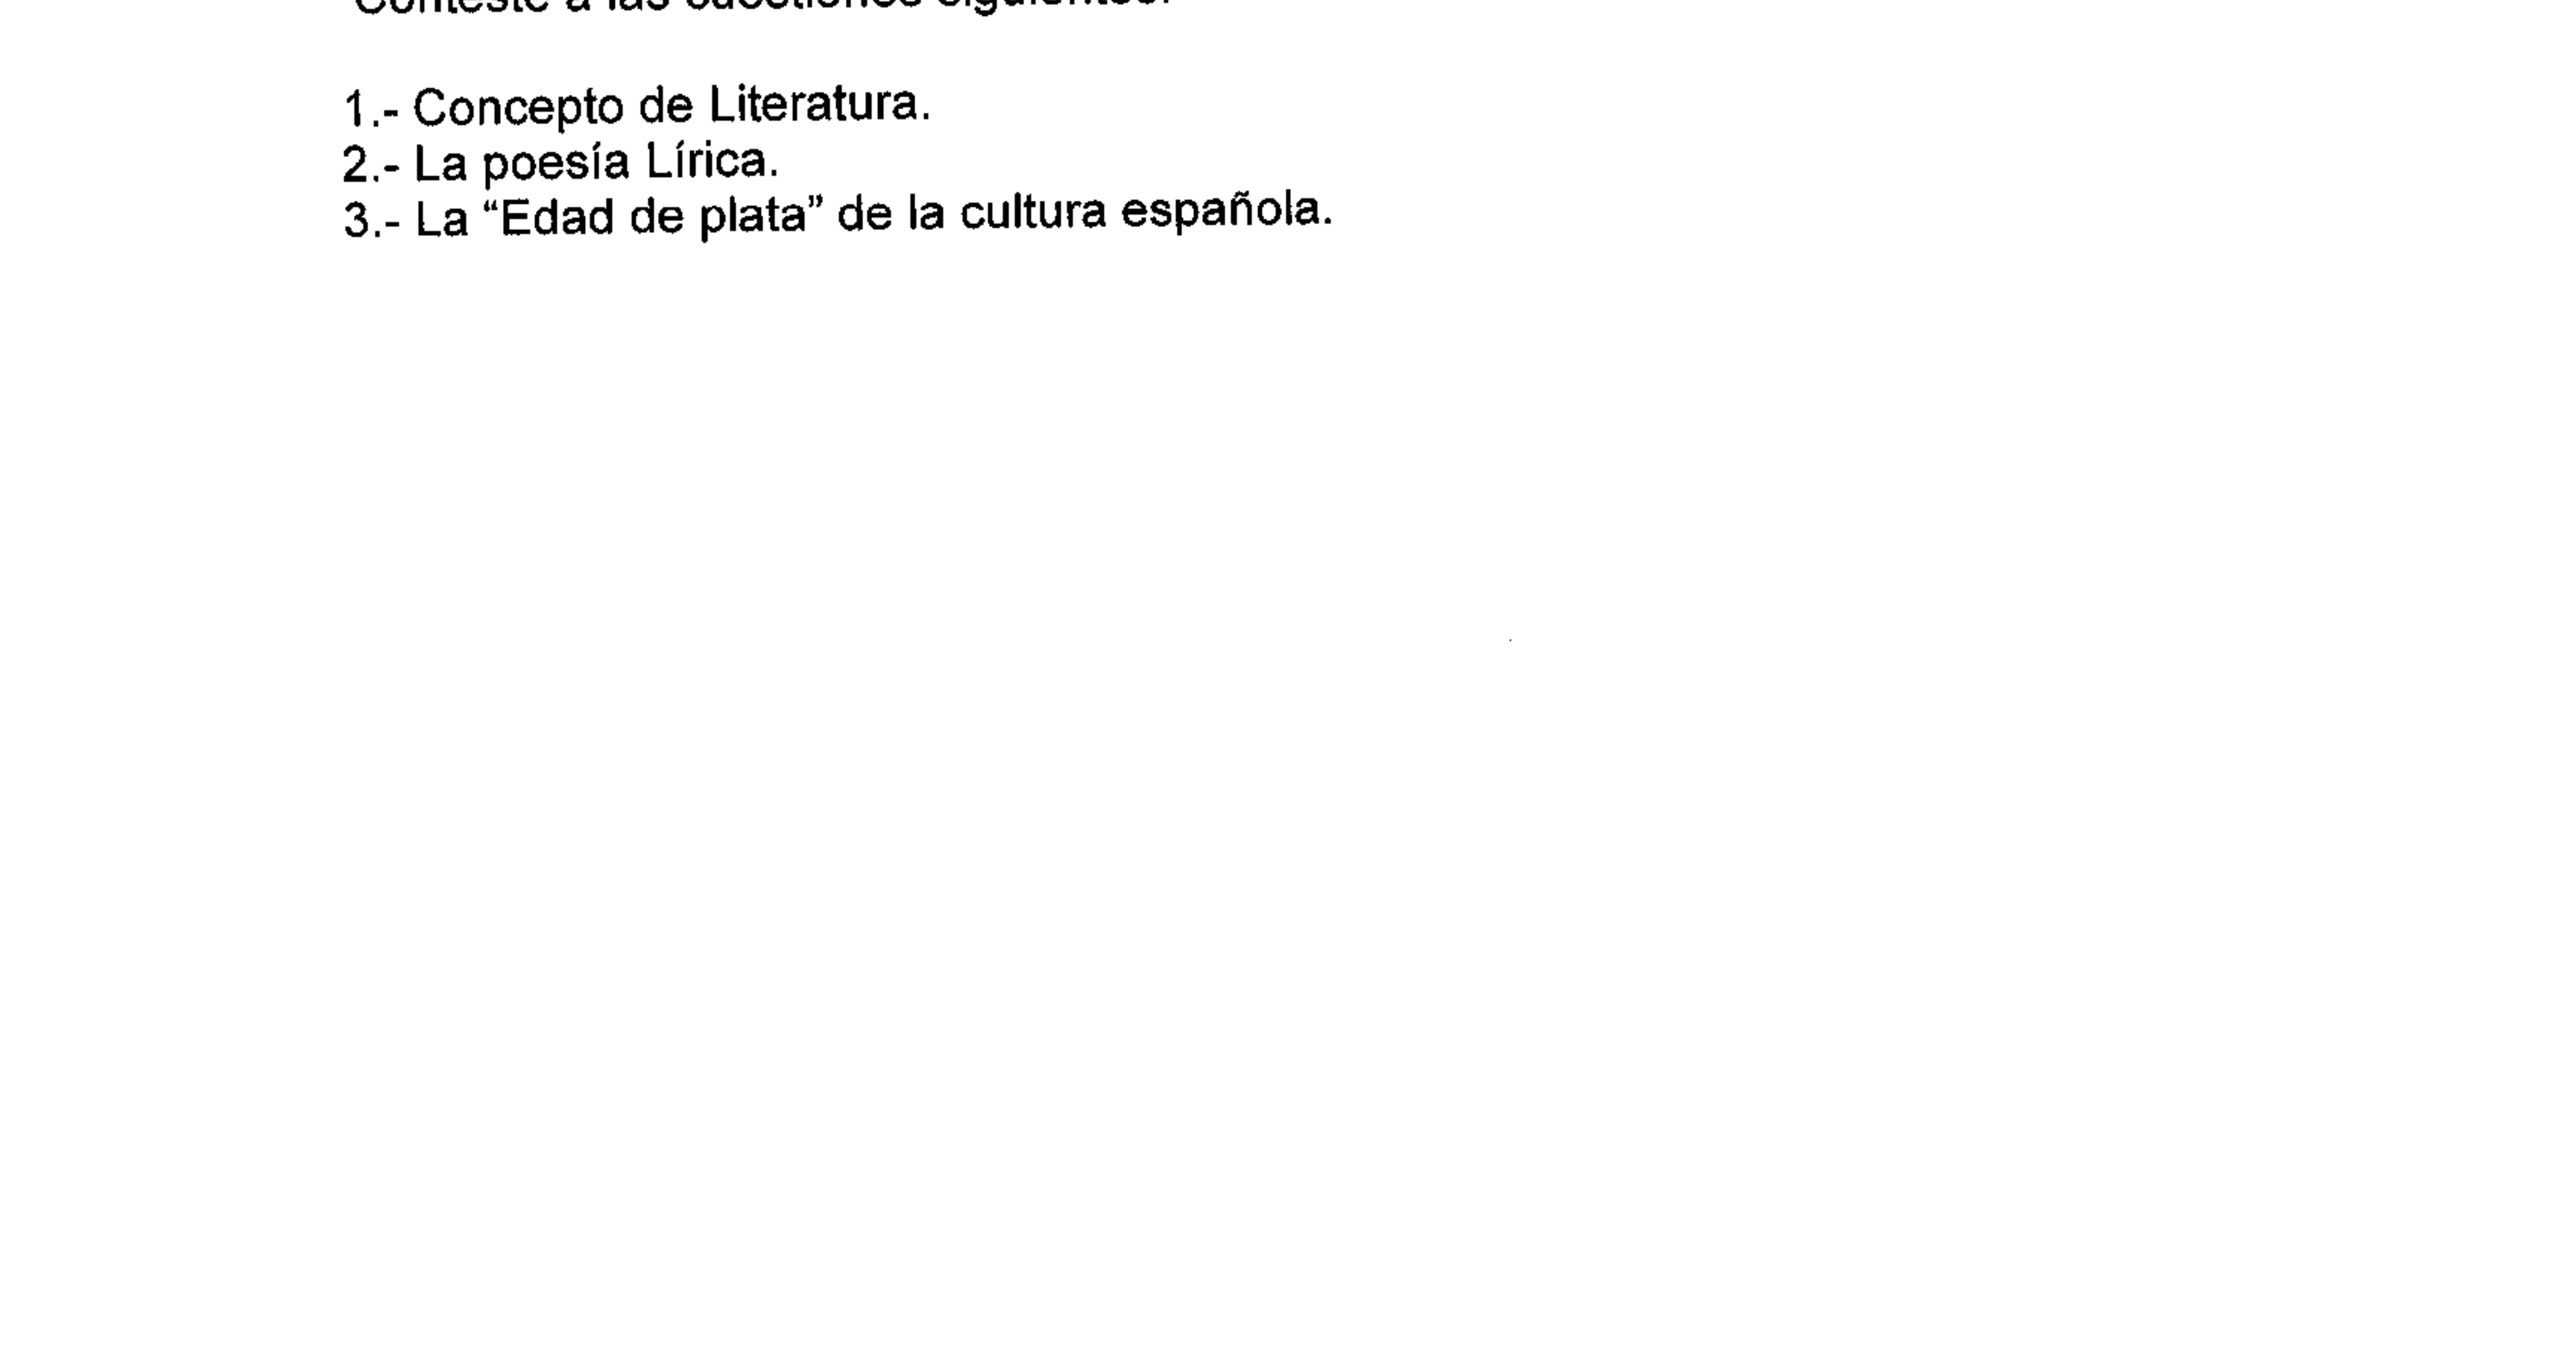 Conteste a las cuestiones siguientes:
1.- Concepto de Literatura.
2.- La poesía Lírica.
3.- La “Edad de plata” de la cultura española.